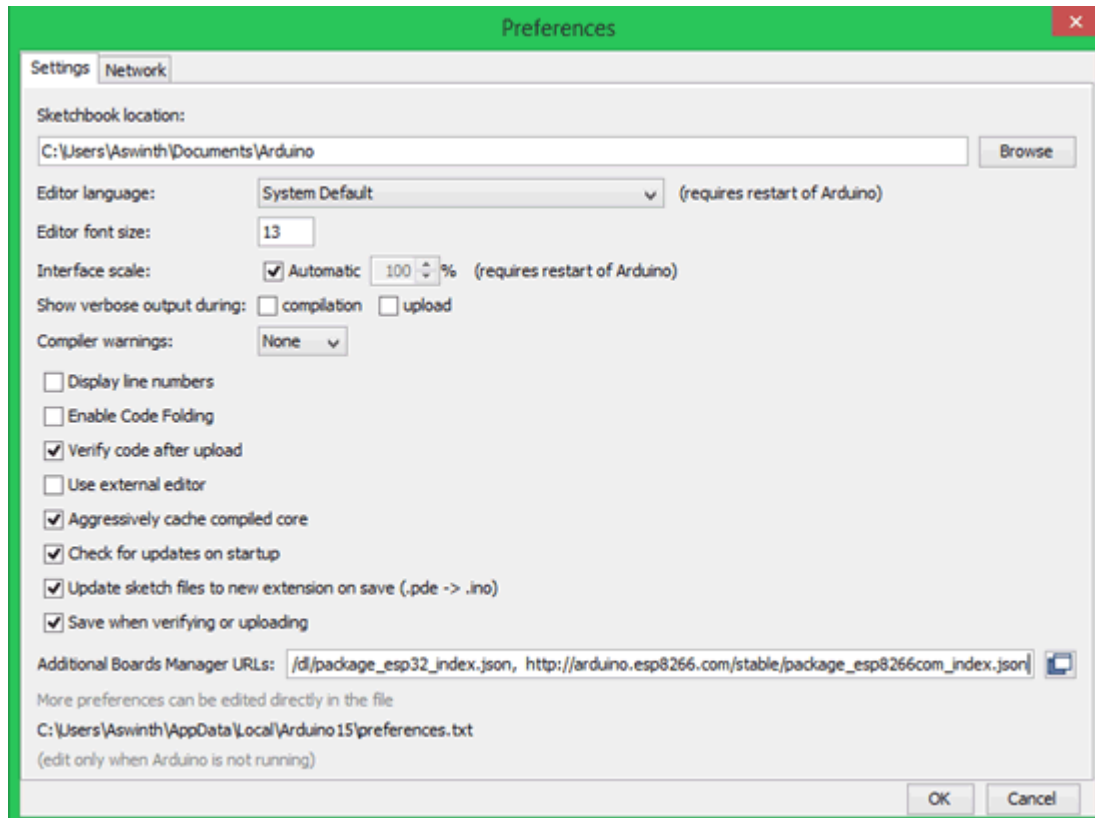 Preferences
Settings Network
Sketchbook location:
C:\Users\Aswinth\Documents\Arduino Browse
Editor language: System Default (requires restart of Arduino)
Editor font size: 13
Interface scale: Automatic 100 % (requires restart of Arduino)
Show verbose output during: compilation upload
Compiler warnings: None
Display line numbers
Enable Code Folding
Verify code after upload
Use external editor
Aggressively cache compiled core
Check for updates on startup
Update sketch files to new extension on save (.pde -> .ino)
Save when verifying or uploading
Additional Boards Manager URLs: /dl/package_esp32_index.json, http://arduino.esp8266.com/stable/package_esp8266com_index.json
More preferences can be edited directly in the file
C:\Users\Aswinth\AppData\Local\Arduino15\preferences.txt
(edit only when Arduino is not running)
OK Cancel